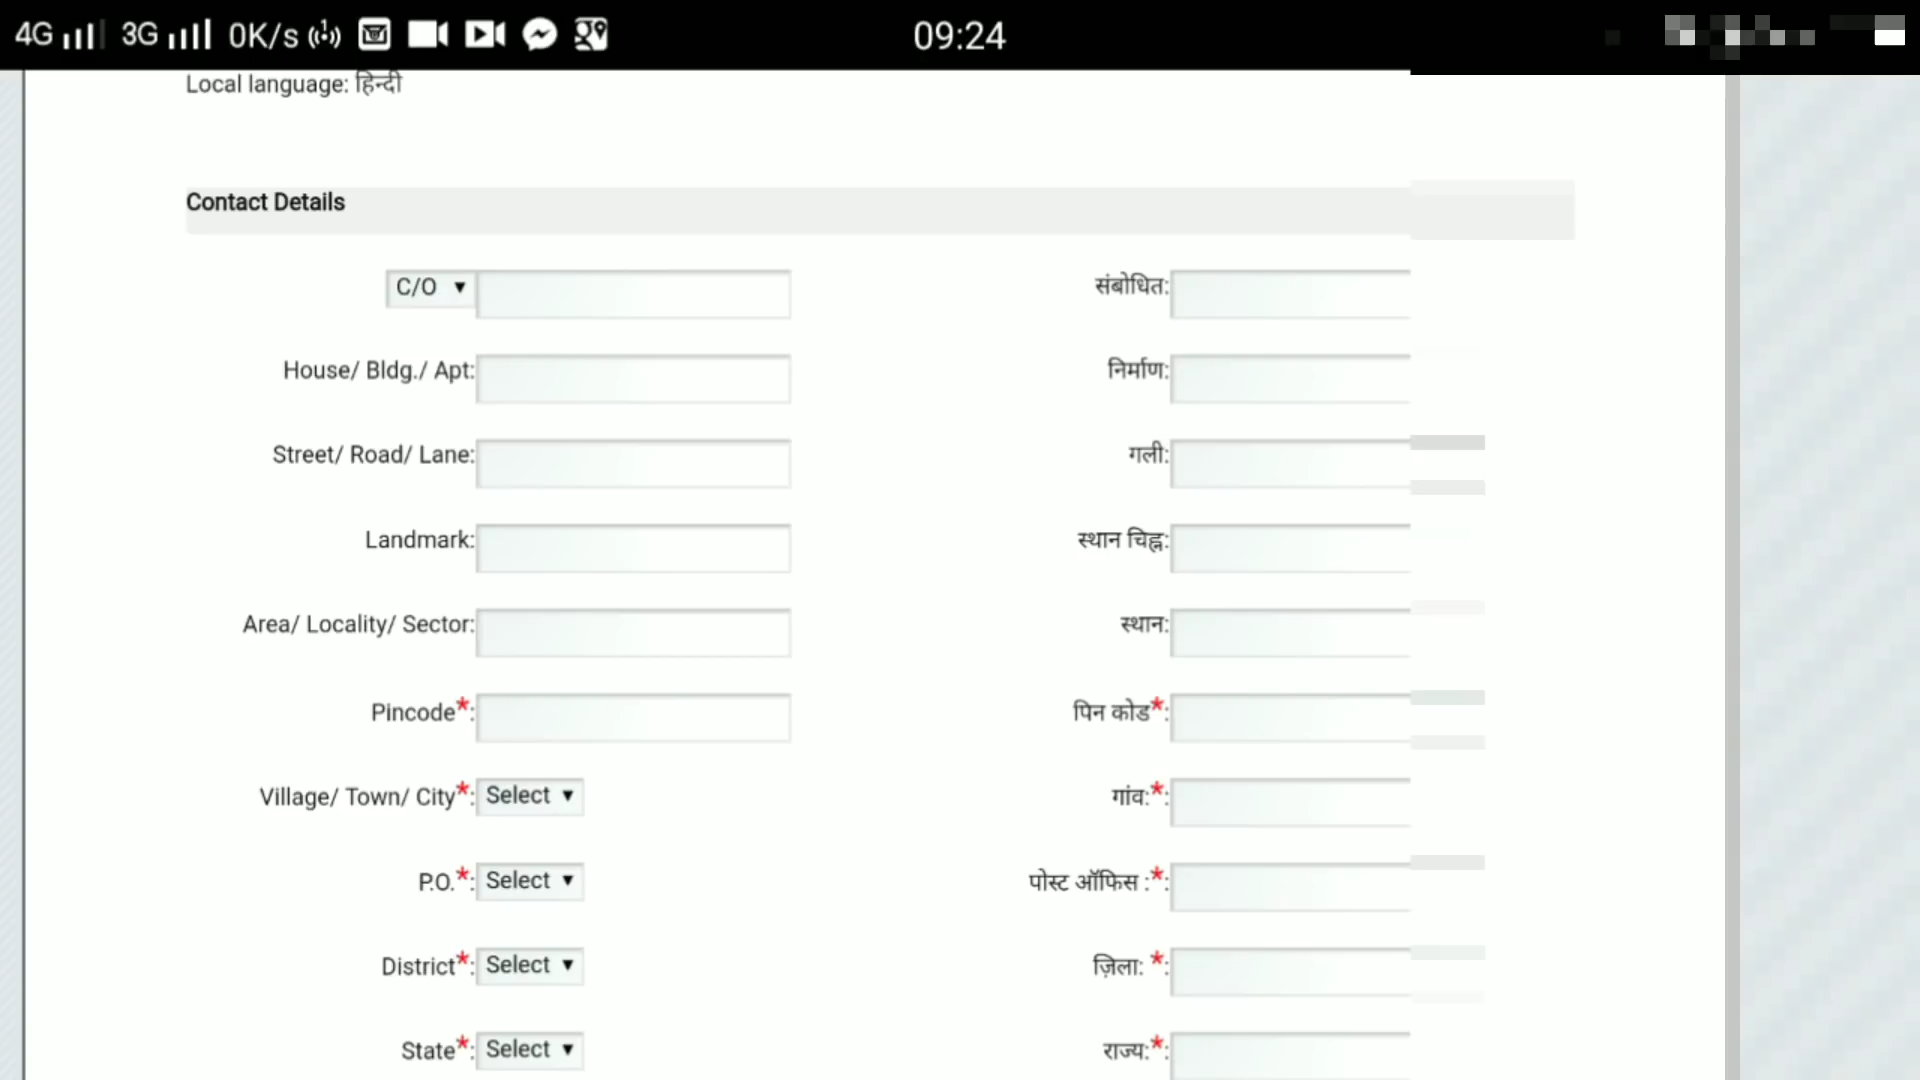 4G 3G 0K/s 09:24
Local language: हिन्दी
Contact Details
C/O ▼ संबोधित:
House/ Bldg./ Apt: निर्माण:
Street/ Road/ Lane: गली:
Landmark: स्थान चिह्न:
Area/ Locality/ Sector: स्थान:
Pincode*: पिन कोड*:
Village/ Town/ City*: Select ▼ गांव:*:
P.O.*: Select ▼ पोस्ट ऑफिस :*:
District*: Select ▼ ज़िला: *:
State*: Select ▼ राज्य:*: